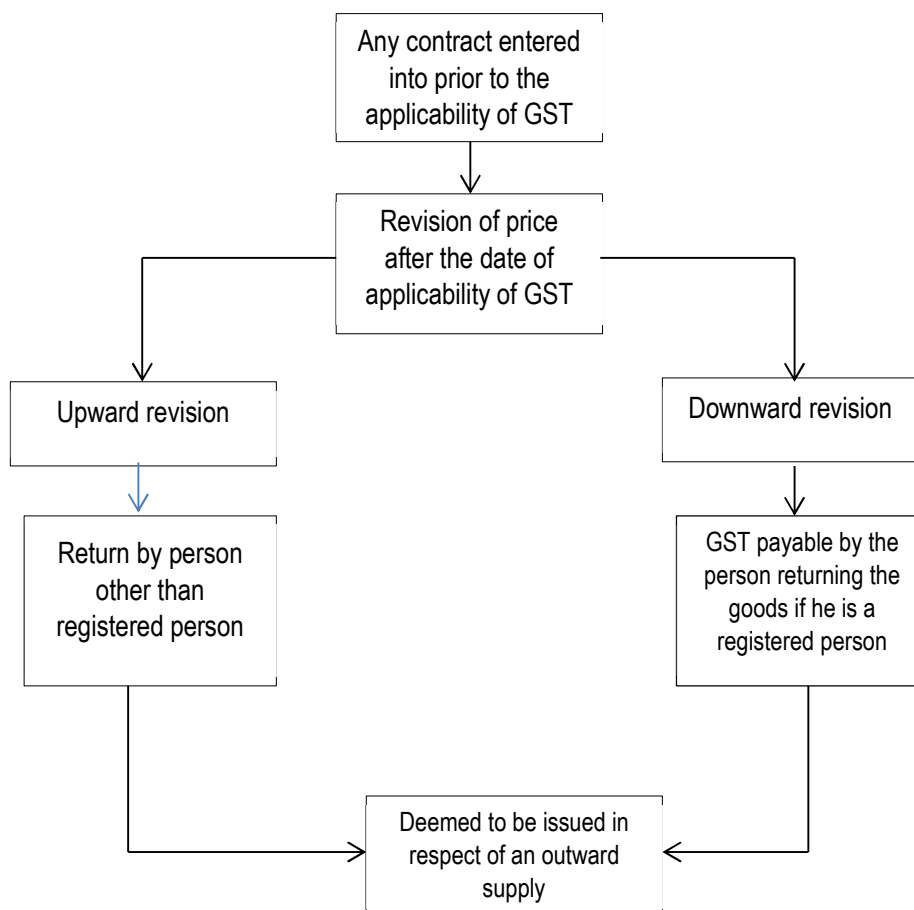 Any contract entered
into prior to the
applicability of GST
Revision of price
after the date of
applicability of GST
Upward revision
Downward revision
Return by person
other than
registered person
GST payable by the
person returning the
goods if he is a
registered person
Deemed to be issued in
respect of an outward
supply